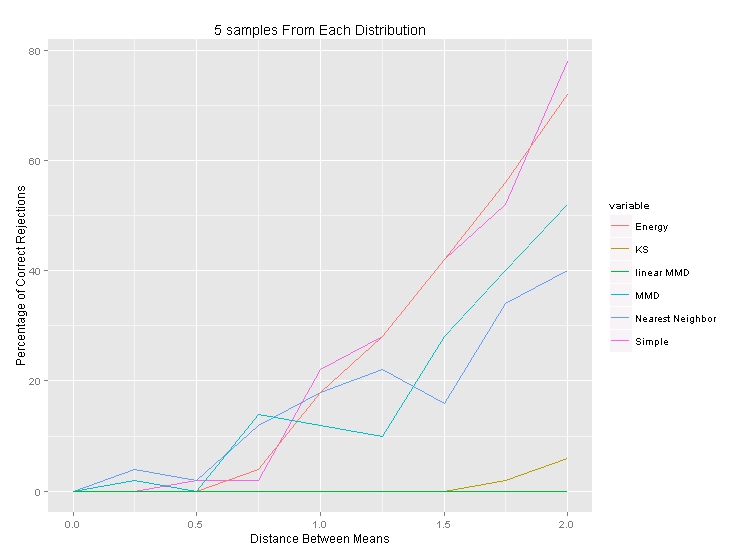 5 samples From Each Distribution
80
60
40
20
0
Percentage of Correct Rejections
0.0
0.5
1.0
1.5
2.0
Distance Between Means
variable
Energy
KS
linear MMD
MMD
Nearest Neighbor
Simple